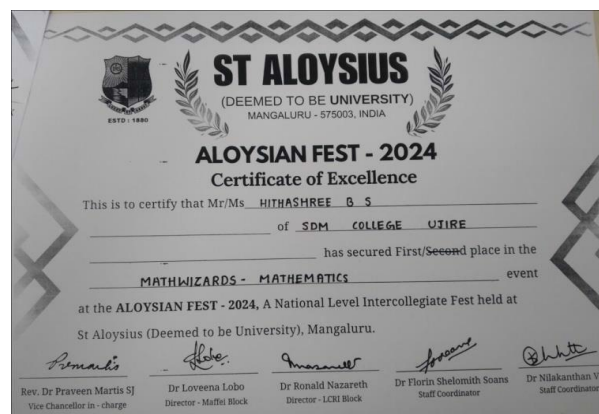 ST ALOYSIUS
(DEEMED TO BE UNIVERSITY)
MANGALURU - 575003, INDIA
ESTD : 1880
ALOYSIAN FEST - 2024
Certificate of Excellence
This is to certify that Mr/Ms HITHASHREE B S
of SDM COLLEGE UJIRE
has secured First/Second place in the
MATHWIZARDS - MATHEMATICS event
at the ALOYSIAN FEST - 2024, A National Level Intercollegiate Fest held at
St Aloysius (Deemed to be University), Mangaluru.
Rev. Dr Praveen Martis SJ
Vice Chancellor in - charge
Dr Loveena Lobo
Director - Maffei Block
Dr Ronald Nazareth
Director - LCRI Block
Dr Florin Shelomith Soans
Staff Coordinator
Dr Nilakanthan V
Staff Coordinator